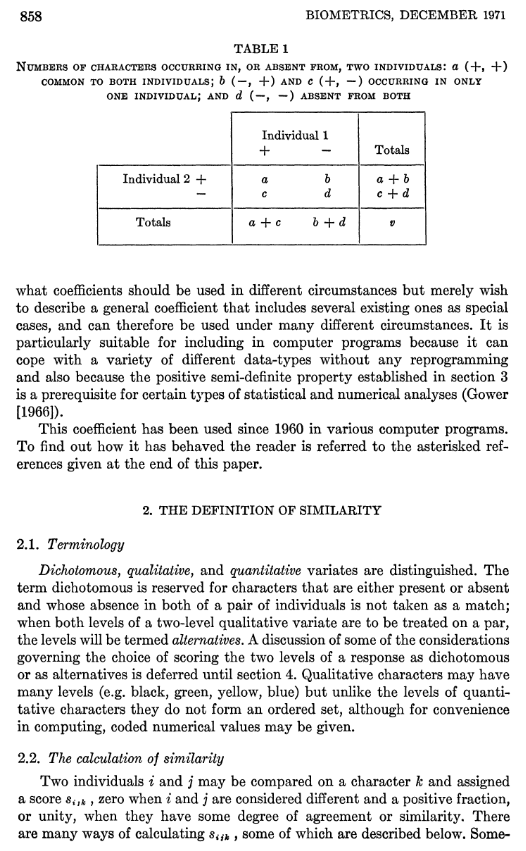 858 BIOMETRICS, DECEMBER 1971
TABLE 1
NUMBERS OF CHARACTERS OCCURRING IN, OR ABSENT FROM, TWO INDIVIDUALS: a (+, +)
COMMON TO BOTH INDIVIDUALS; b (−, +) AND c (+, −) OCCURRING IN ONLY
ONE INDIVIDUAL; AND d (−, −) ABSENT FROM BOTH
Individual 1
+ − Totals
Individual 2 + a b a + b
− c d c + d
Totals a + c b + d v
what coefficients should be used in different circumstances but merely wish
to describe a general coefficient that includes several existing ones as special
cases, and can therefore be used under many different circumstances. It is
particularly suitable for including in computer programs because it can
cope with a variety of different data-types without any reprogramming
and also because the positive semi-definite property established in section 3
is a prerequisite for certain types of statistical and numerical analyses (Gower
[1966]).
This coefficient has been used since 1960 in various computer programs.
To find out how it has behaved the reader is referred to the asterisked ref-
erences given at the end of this paper.
2. THE DEFINITION OF SIMILARITY
2.1. Terminology
Dichotomous, qualitative, and quantitative variates are distinguished. The
term dichotomous is reserved for characters that are either present or absent
and whose absence in both of a pair of individuals is not taken as a match;
when both levels of a two-level qualitative variate are to be treated on a par,
the levels will be termed alternatives. A discussion of some of the considerations
governing the choice of scoring the two levels of a response as dichotomous
or as alternatives is deferred until section 4. Qualitative characters may have
many levels (e.g. black, green, yellow, blue) but unlike the levels of quanti-
tative characters they do not form an ordered set, although for convenience
in computing, coded numerical values may be given.
2.2. The calculation of similarity
Two individuals i and j may be compared on a character k and assigned
a score s_ijk , zero when i and j are considered different and a positive fraction,
or unity, when they have some degree of agreement or similarity. There
are many ways of calculating s_ijk , some of which are described below. Some-